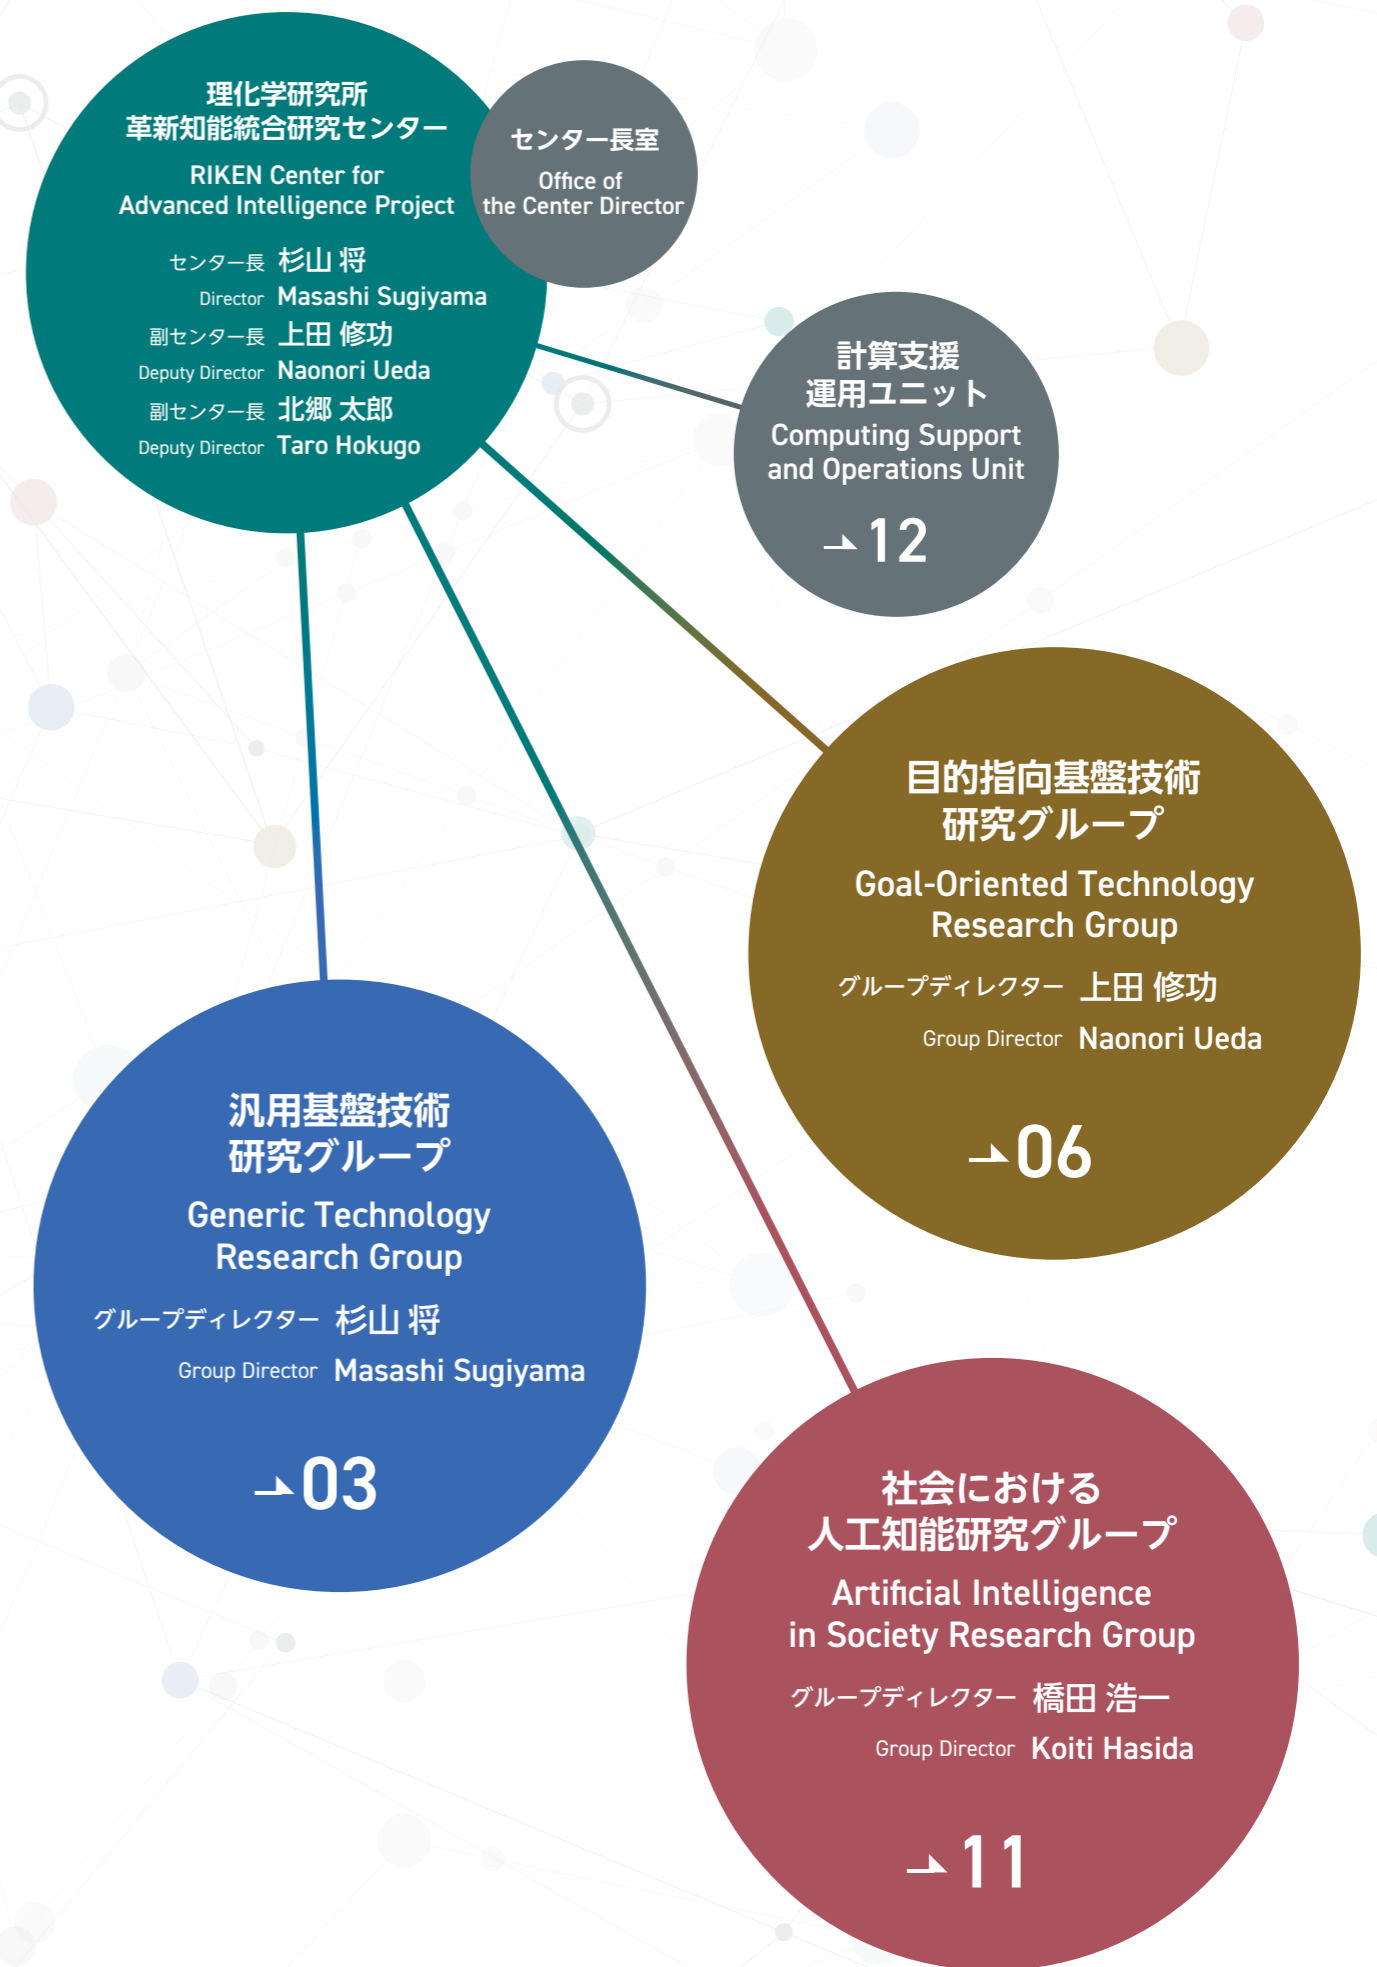 理化学研究所
革新知能統合研究センター
RIKEN Center for
Advanced Intelligence Project
センター長 杉山 将
Director Masashi Sugiyama
副センター長 上田 修功
Deputy Director Naonori Ueda
副センター長 北郷 太郎
Deputy Director Taro Hokugo
センター長室
Office of
the Center Director
計算支援
運用ユニット
Computing Support
and Operations Unit
12
目的指向基盤技術
研究グループ
Goal-Oriented Technology
Research Group
グループディレクター 上田 修功
Group Director Naonori Ueda
06
汎用基盤技術
研究グループ
Generic Technology
Research Group
グループディレクター 杉山 将
Group Director Masashi Sugiyama
03
社会における
人工知能研究グループ
Artificial Intelligence
in Society Research Group
グループディレクター 橋田 浩一
Group Director Koiti Hasida
11